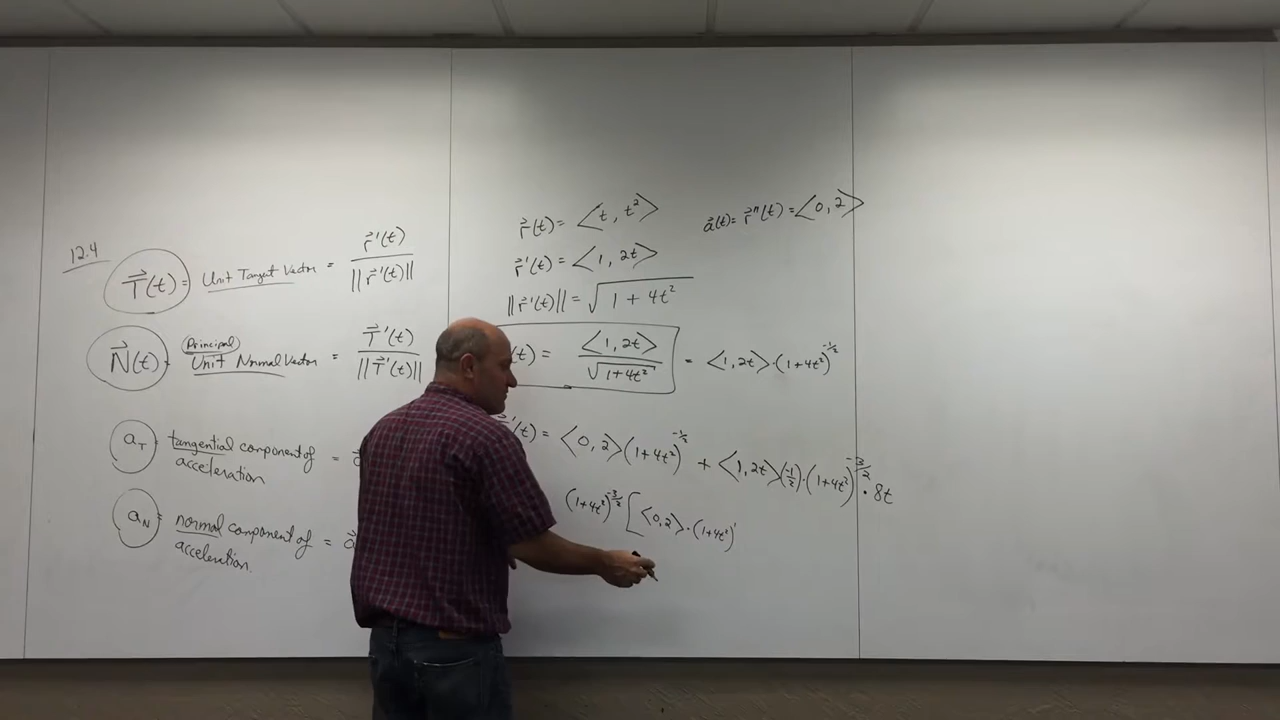 12.4
T⃗(t) = Unit Tangent Vector = r⃗'(t) / ||r⃗'(t)||
N⃗(t) = Principal Unit Normal Vector = T⃗'(t) / ||T⃗'(t)||
a_T = tangential component of
acceleration =
a_N = normal component of
acceleration. =
r⃗(t) = <t, t²>
a⃗(t) = r⃗"(t) = <0, 2>
r⃗'(t) = <1, 2t>
||r⃗'(t)|| = √(1 + 4t²)
(t) = <1, 2t> / √(1+4t²) = <1, 2t>·(1+4t²)^(-1/2)
'(t) = <0, 2>(1+4t²)^(-1/2) + <1, 2t>(-1/2)·(1+4t²)^(-3/2)·8t
(1+4t²)^(-3/2) [<0, 2>·(1+4t²)^1